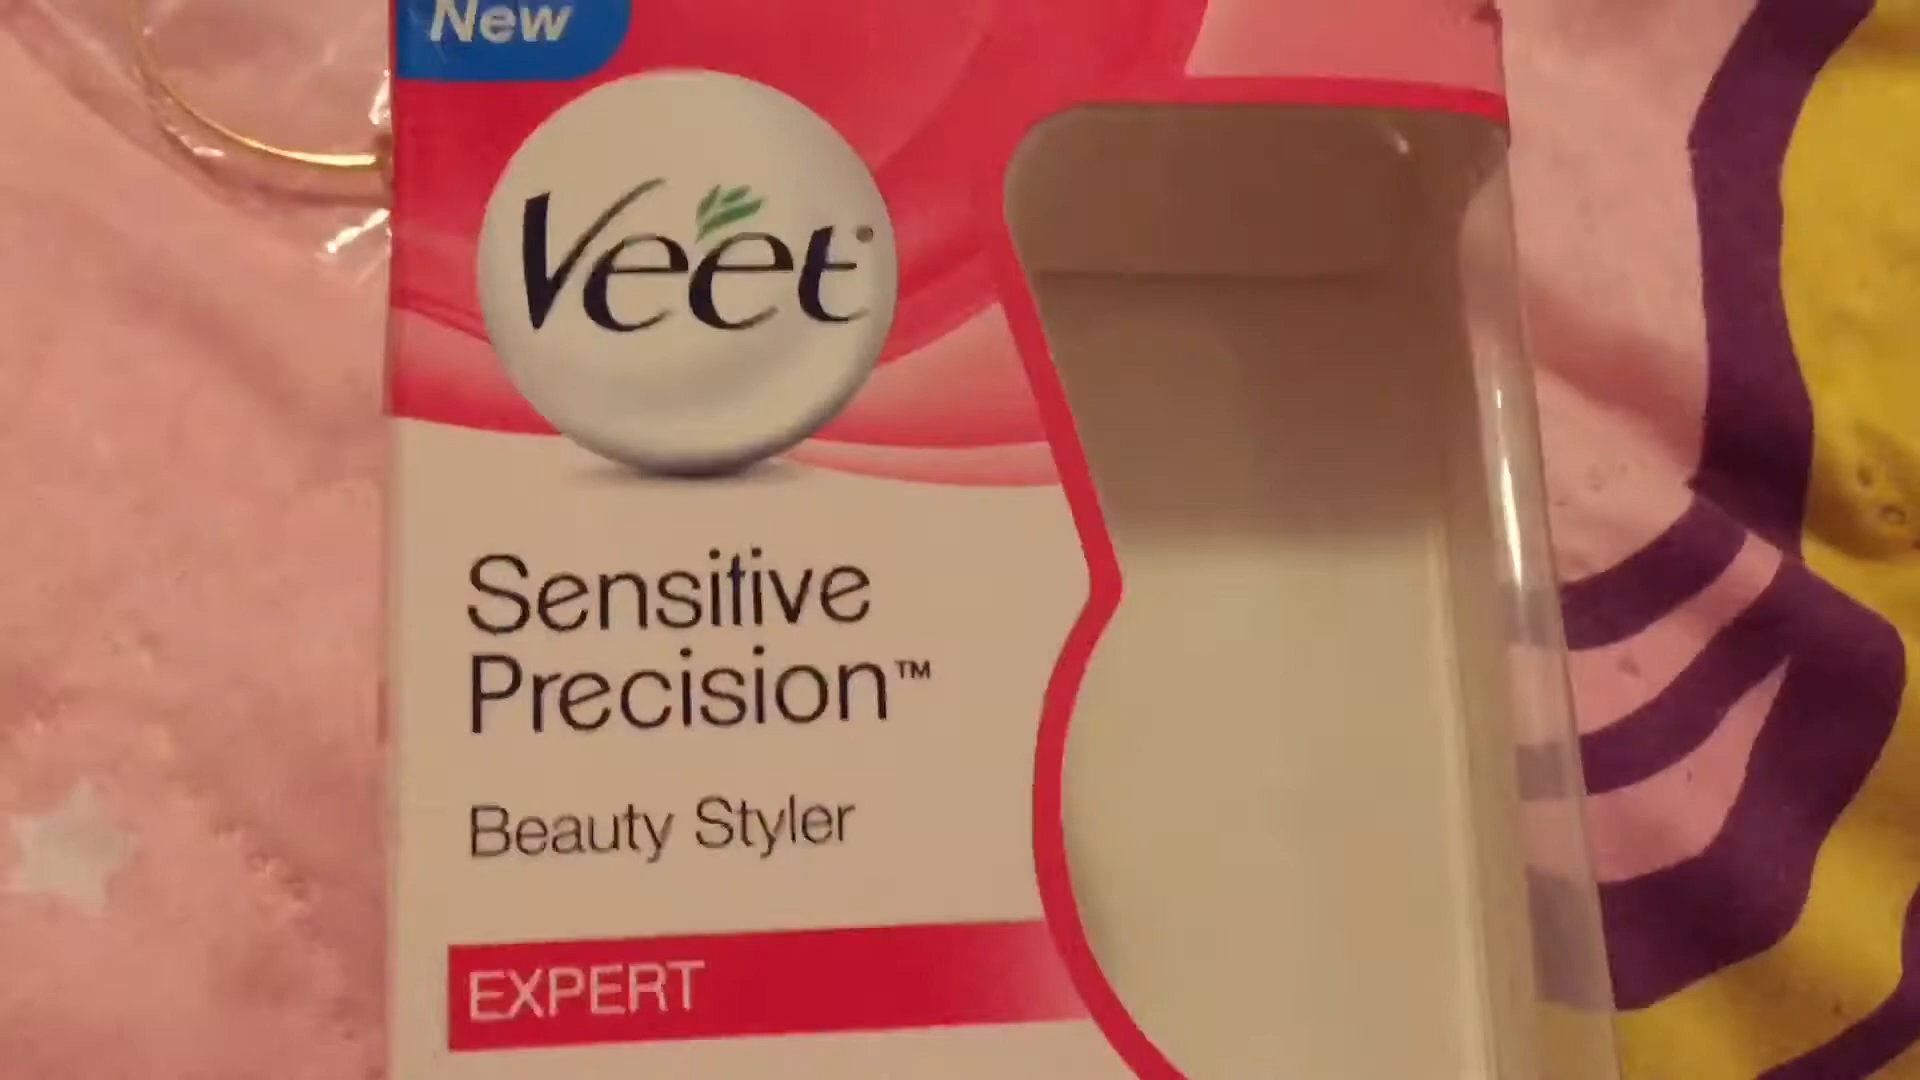 New
Veet®
Sensitive
Precision™
Beauty Styler
EXPERT